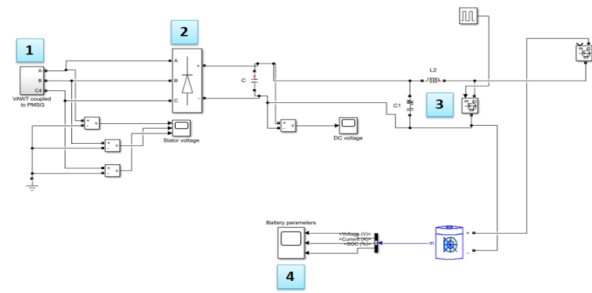 1
2
A
B
C4
VAWT coupled
to PMSG
A
B
C
+
-
C
L2
C1
3
Stator voltage
DC voltage
Battery parameters
<Voltage (V)>
<Current (A)>
<SOC (%)>
m
+
_
4